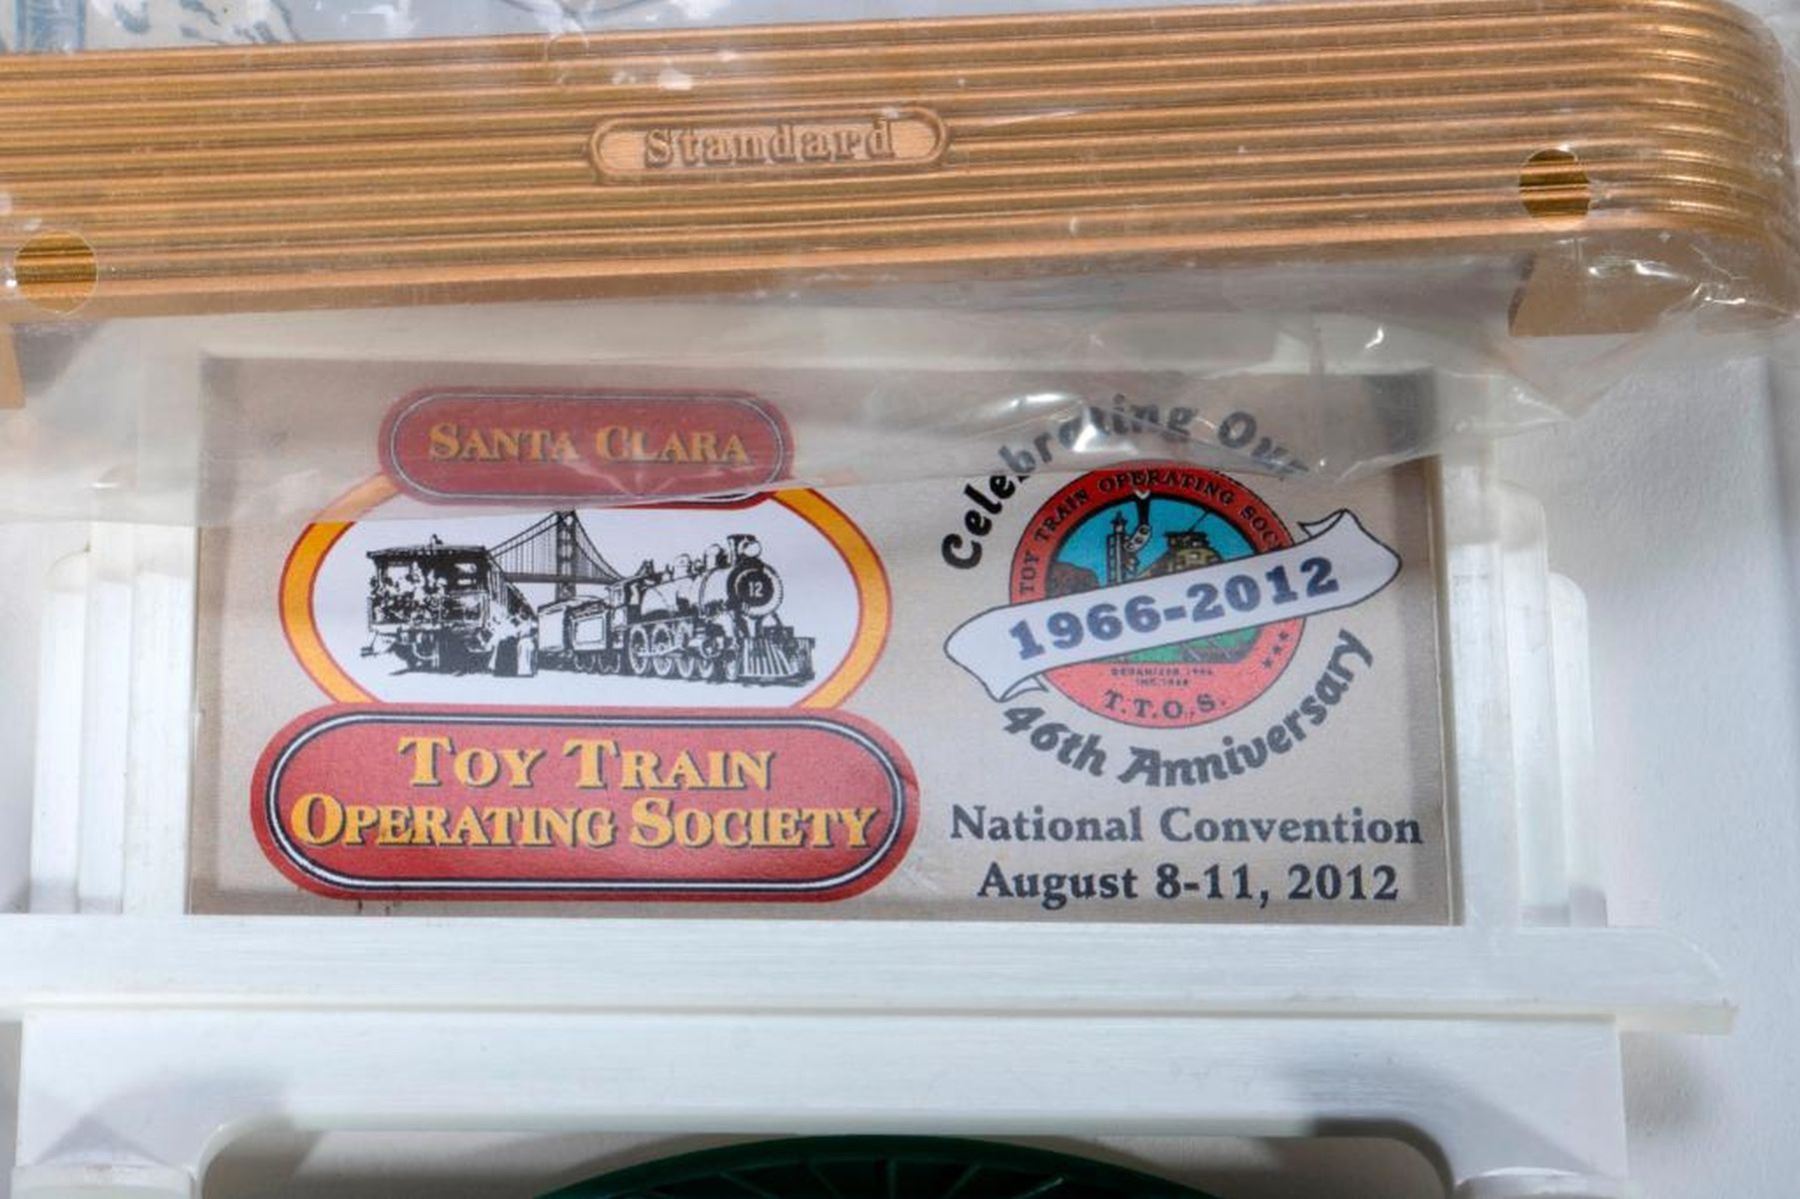 Standard
SANTA CLARA
12
TOY TRAIN
OPERATING SOCIETY
Celebrating Our
TOY TRAIN OPERATING
1966-2012
T.T.O.S.
46th Anniversary
National Convention
August 8-11, 2012